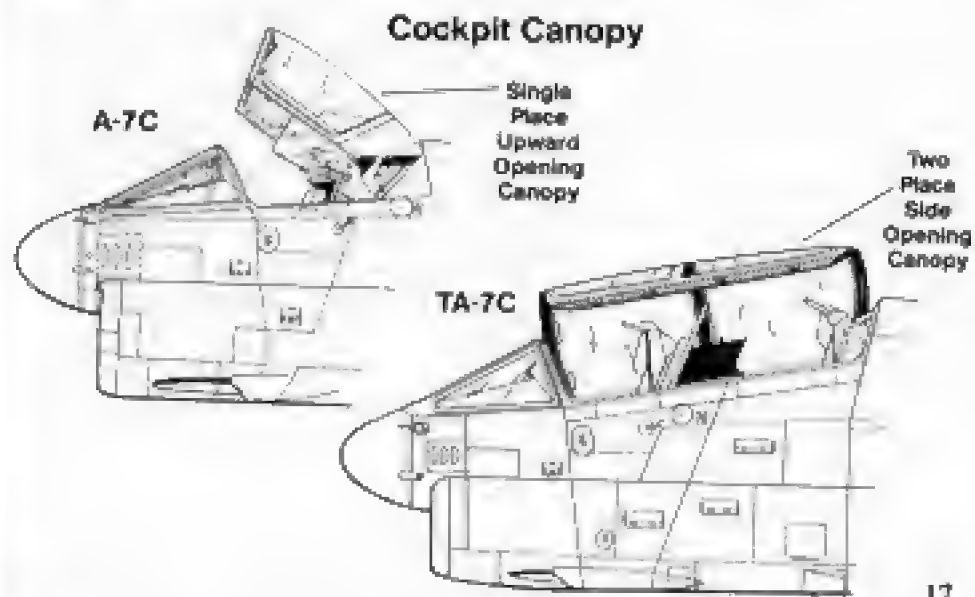 Cockpit Canopy
A-7C
Single
Place
Upward
Opening
Canopy
Two
Place
Side
Opening
Canopy
TA-7C
17